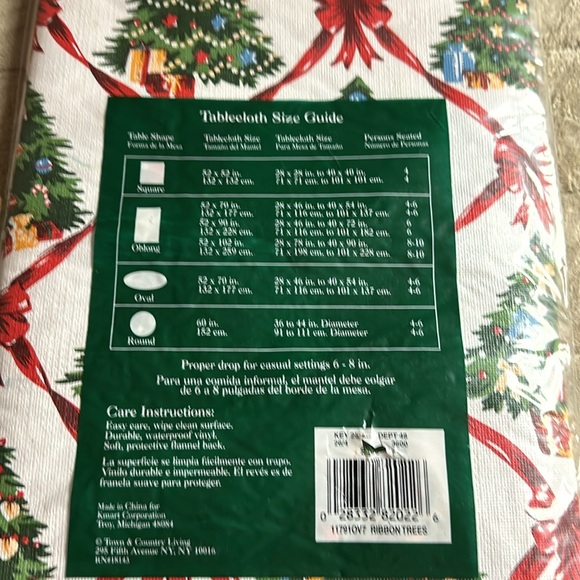 Tablecloth Size Guide
Table Shape Tablecloth Size Tablecloth Size Persons Seated
Forma de la Mesa Tamaño del Mantel Para Mesa de Tamaño Número de Personas
52 x 52 in. 28 x 28 in. to 40 x 40 in. 4
132 x 132 cm. 71 x 71 cm. to 101 x 101 cm. 4
Square
52 x 70 in. 28 x 46 in. to 40 x 54 in. 4-6
132 x 177 cm. 71 x 116 cm. to 101 x 137 cm. 4-6
52 x 90 in. 28 x 46 in. to 40 x 72 in. 6
132 x 228 cm. 71 x 116 cm. to 101 x 182 cm. 6
52 x 102 in. 28 x 78 in. to 40 x 90 in. 8-10
132 x 259 cm. 71 x 198 cm. to 101 x 228 cm. 8-10
Oblong
52 x 70 in. 28 x 46 in. to 40 x 54 in. 4-6
132 x 177 cm. 71 x 116 cm. to 101 x 137 cm. 4-6
Oval
60 in. 36 to 44 in. Diameter 4-6
152 cm. 91 to 111 cm. Diameter 4-6
Round
Proper drop for casual settings 6 - 8 in.
Para una comida informal, el mantel debe colgar
de 6 a 8 pulgadas del borde de la mesa.
Care Instructions:
Easy care, wipe clean surface.
Durable, waterproof vinyl.
Soft, protective flannel back.
La superficie se limpia fácilmente con trapo.
Vinilo durable e impermeable. El revés es de
franela suave para proteger.
Made in China for
Kmart Corporation
Troy, Michigan 48084
© Town & Country Living
295 Fifth Avenue NY, NY 10016
KEY DEPT 48
0 28332 82022 6
11791OV7 RIBBON TREES